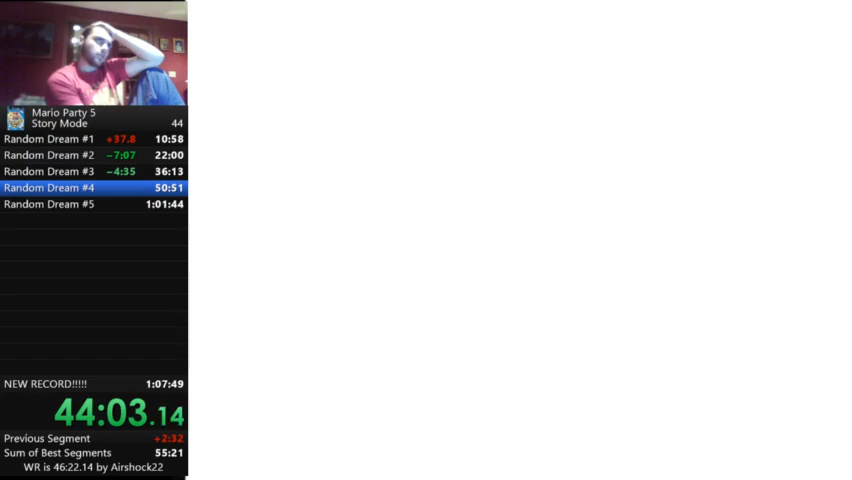 Mario Party 5
Story Mode 44
Random Dream #1 +37.8 10:58
Random Dream #2 −7:07 22:00
Random Dream #3 −4:35 36:13
Random Dream #4 50:51
Random Dream #5 1:01:44
NEW RECORD!!!!! 1:07:49
44:03.14
Previous Segment +2:32
Sum of Best Segments 55:21
WR is 46:22.14 by Airshock22